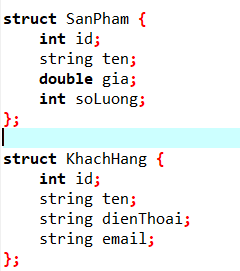 struct SanPham {
    int id;
    string ten;
    double gia;
    int soLuong;
};
struct KhachHang {
    int id;
    string ten;
    string dienThoai;
    string email;
};